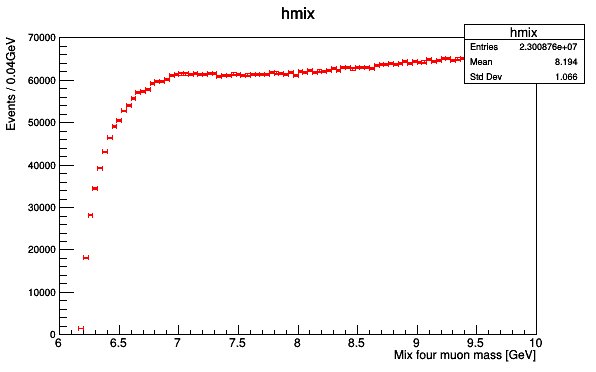 hmix
hmix
Entries 2.300876e+07
Mean 8.194
Std Dev 1.066
Events / 0.04GeV
70000
60000
50000
40000
30000
20000
10000
0
6 6.5 7 7.5 8 8.5 9 9.5 10
Mix four muon mass [GeV]